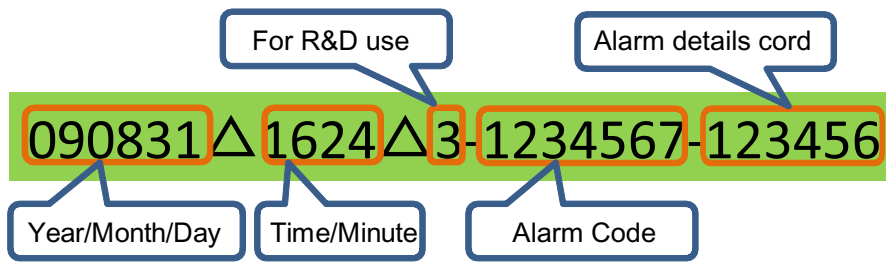 For R&D use
Alarm details cord
090831△1624△3-1234567-123456
Year/Month/Day
Time/Minute
Alarm Code